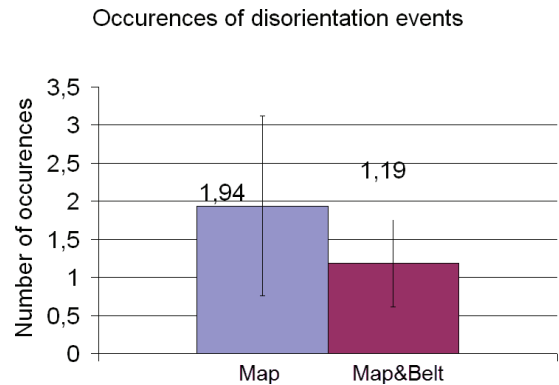 Occurences of disorientation events
Number of occurences
3,5
3
2,5
2
1,5
1
0,5
0
1,94
1,19
Map
Map&Belt